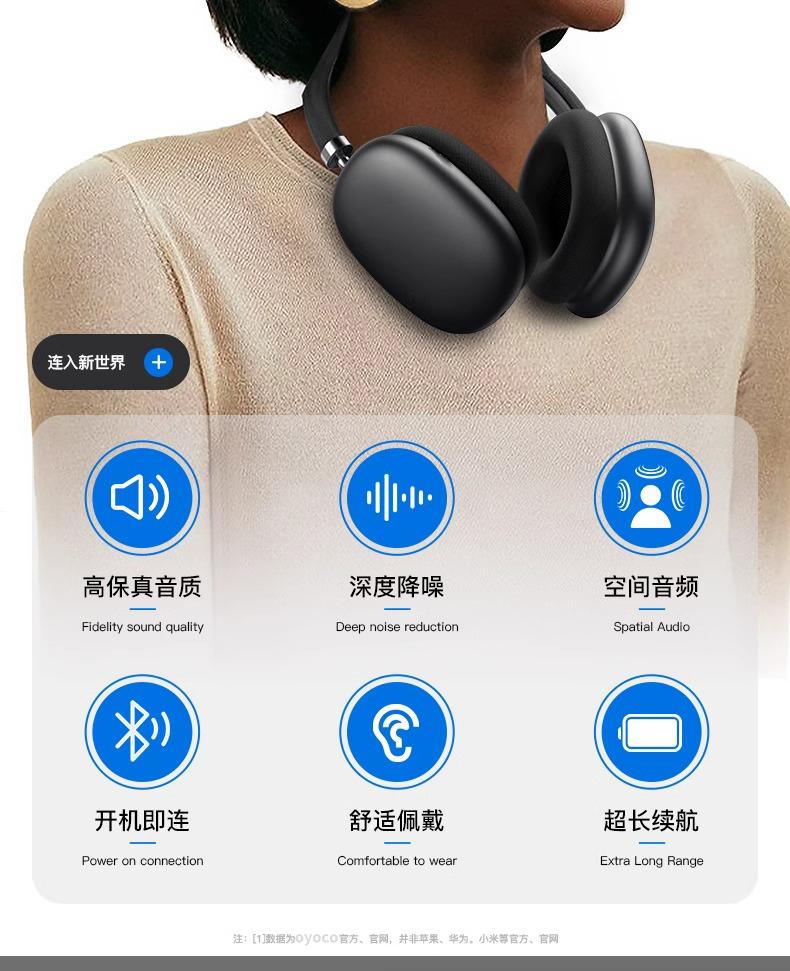 连入新世界
高保真音质 深度降噪 空间音频
Fidelity sound quality Deep noise reduction Spatial Audio
开机即连 舒适佩戴 超长续航
Power on connection Comfortable to wear Extra Long Range
注：[1]数据为oyoco官方、官网，并非苹果、华为。小米等官方、官网